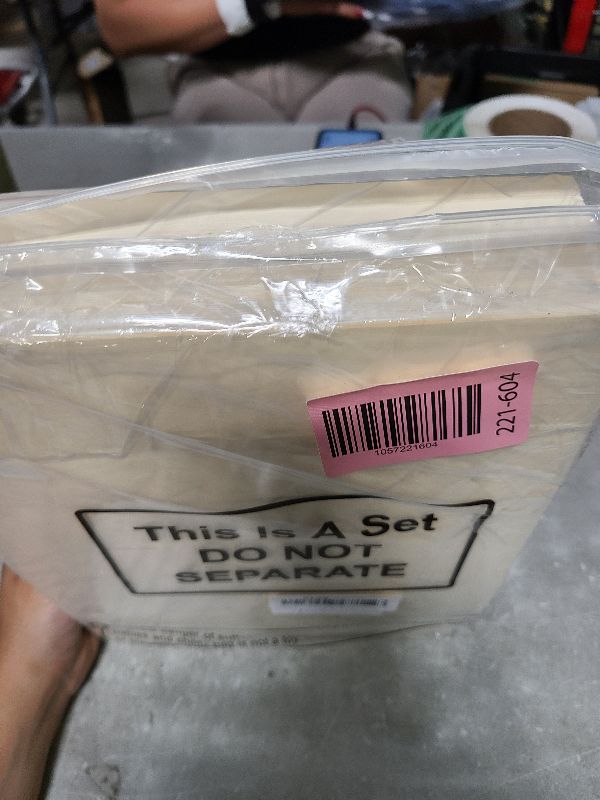 221-604
1057221604
This Is A Set
DO NOT
SEPARATE